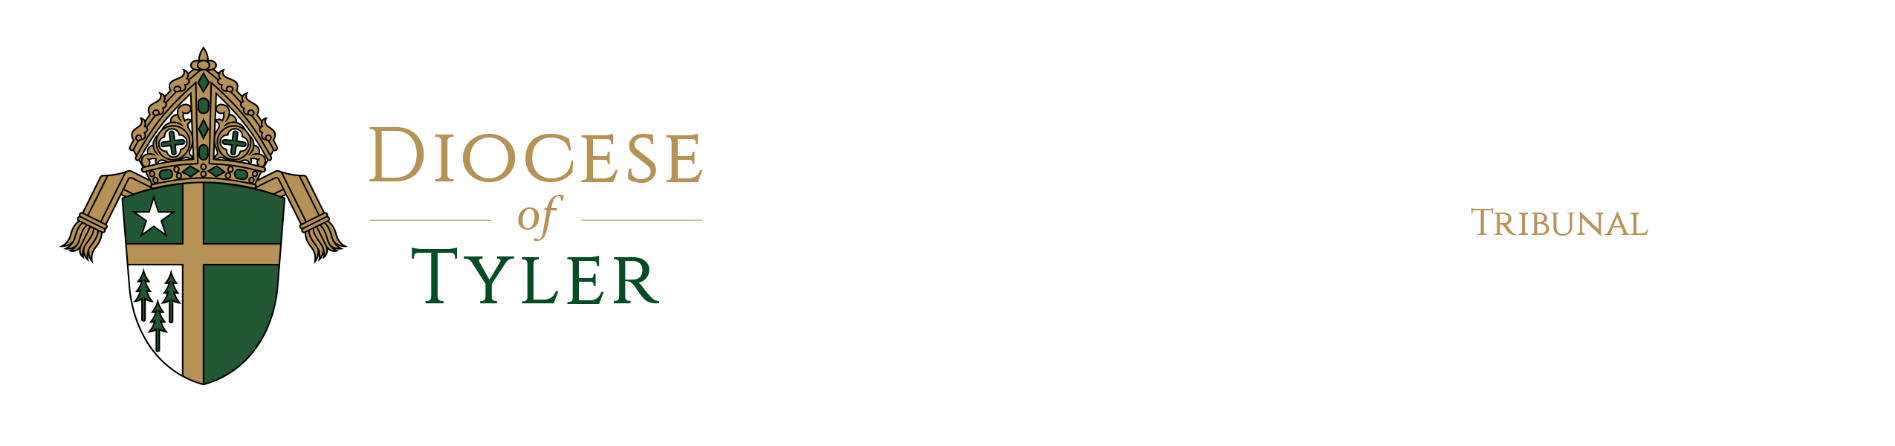 Diocese
of
Tyler
Tribunal